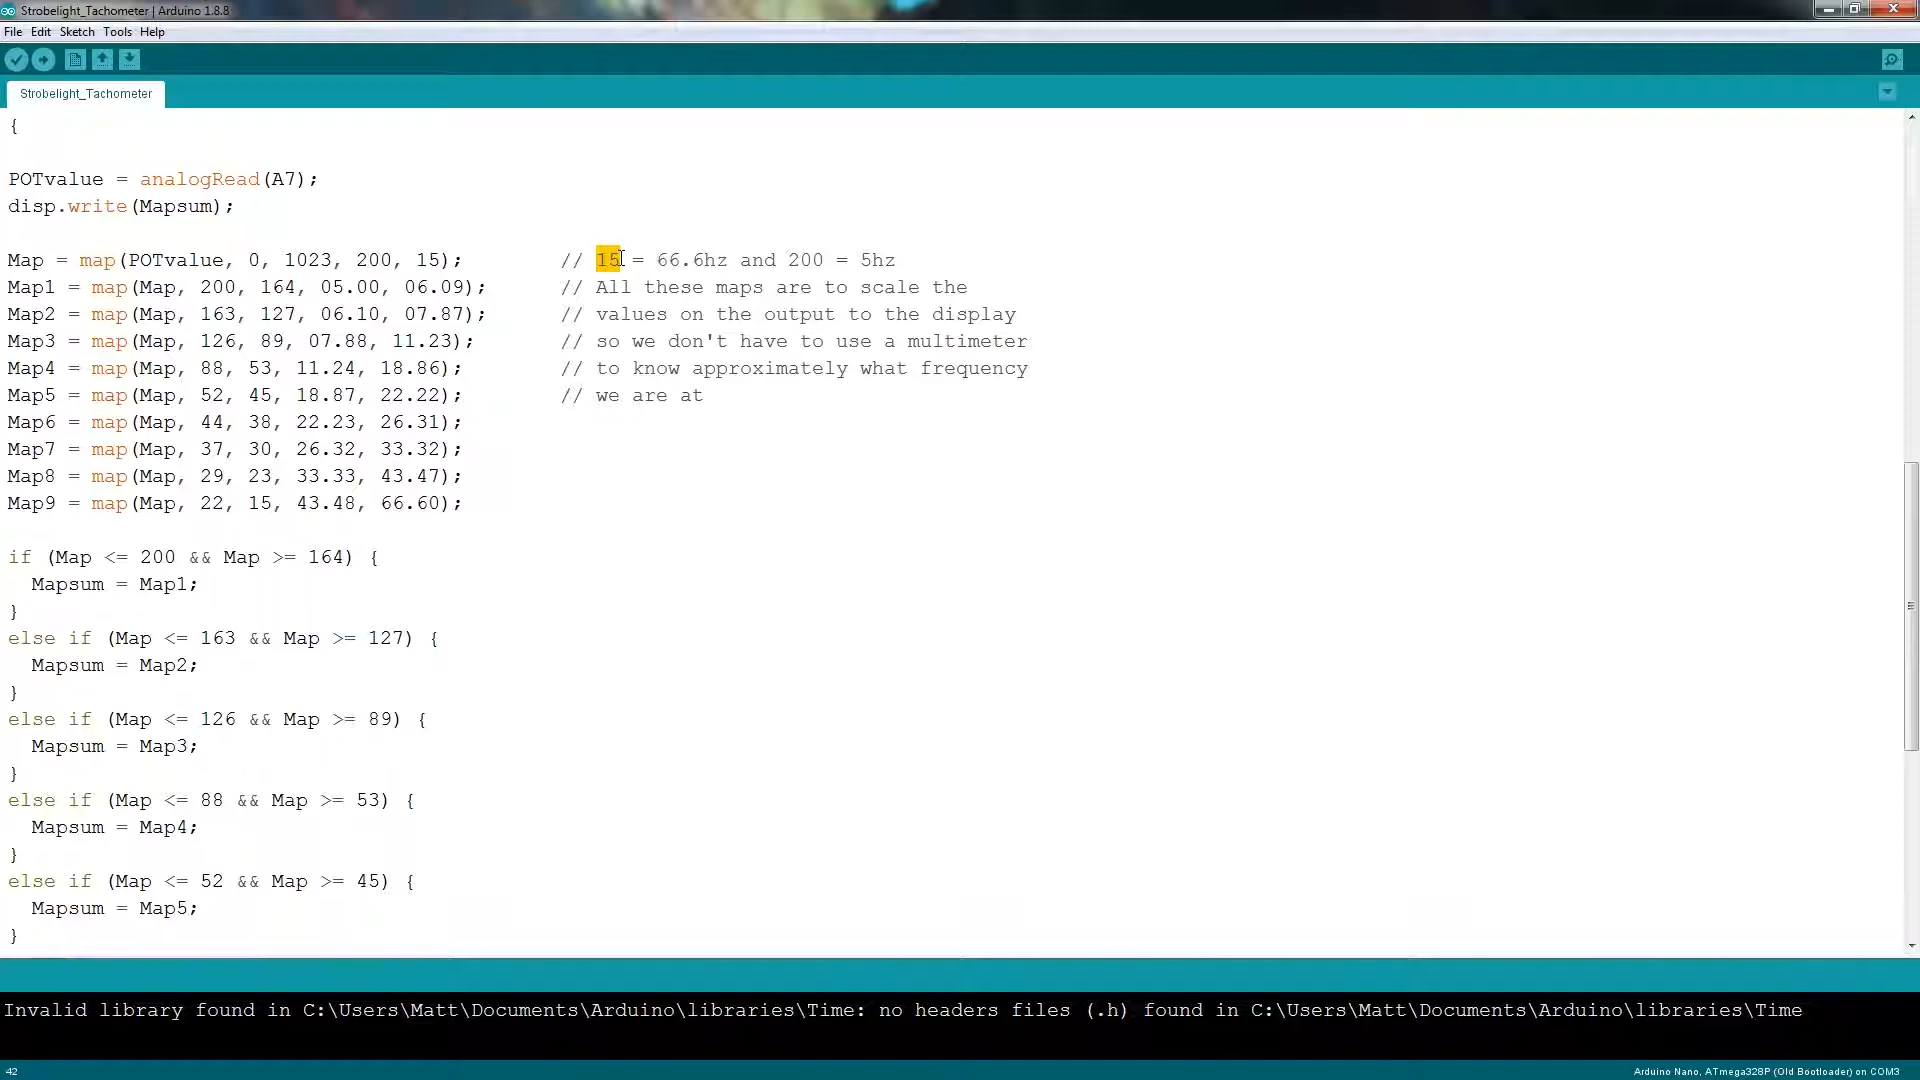 Strobelight_Tachometer | Arduino 1.8.8
File Edit Sketch Tools Help
Strobelight_Tachometer
{
POTvalue = analogRead(A7);
disp.write(Mapsum);
Map = map(POTvalue, 0, 1023, 200, 15); // 15 = 66.6hz and 200 = 5hz
Map1 = map(Map, 200, 164, 05.00, 06.09); // All these maps are to scale the
Map2 = map(Map, 163, 127, 06.10, 07.87); // values on the output to the display
Map3 = map(Map, 126, 89, 07.88, 11.23); // so we don't have to use a multimeter
Map4 = map(Map, 88, 53, 11.24, 18.86); // to know approximately what frequency
Map5 = map(Map, 52, 45, 18.87, 22.22); // we are at
Map6 = map(Map, 44, 38, 22.23, 26.31);
Map7 = map(Map, 37, 30, 26.32, 33.32);
Map8 = map(Map, 29, 23, 33.33, 43.47);
Map9 = map(Map, 22, 15, 43.48, 66.60);
if (Map <= 200 && Map >= 164) {
Mapsum = Map1;
}
else if (Map <= 163 && Map >= 127) {
Mapsum = Map2;
}
else if (Map <= 126 && Map >= 89) {
Mapsum = Map3;
}
else if (Map <= 88 && Map >= 53) {
Mapsum = Map4;
}
else if (Map <= 52 && Map >= 45) {
Mapsum = Map5;
}
Invalid library found in C:\Users\Matt\Documents\Arduino\libraries\Time: no headers files (.h) found in C:\Users\Matt\Documents\Arduino\libraries\Time
42 Arduino Nano, ATmega328P (Old Bootloader) on COM3